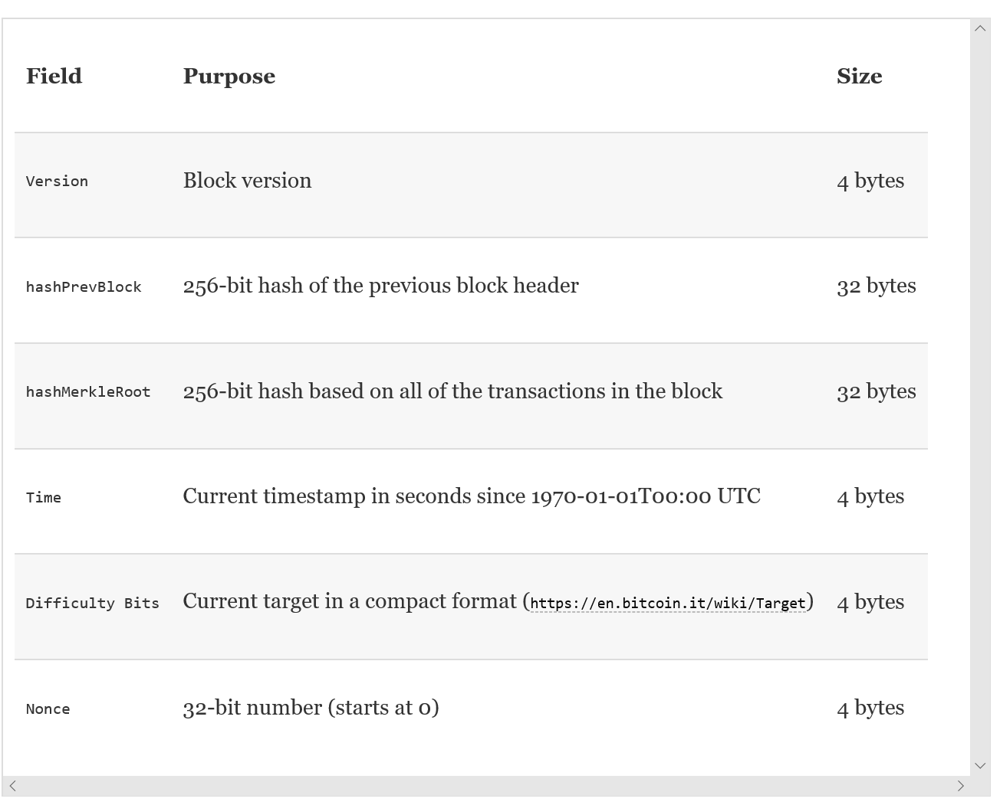 Field Purpose Size
Version Block version 4 bytes
hashPrevBlock 256-bit hash of the previous block header 32 bytes
hashMerkleRoot 256-bit hash based on all of the transactions in the block 32 bytes
Time Current timestamp in seconds since 1970-01-01T00:00 UTC 4 bytes
Difficulty Bits Current target in a compact format (https://en.bitcoin.it/wiki/Target) 4 bytes
Nonce 32-bit number (starts at 0) 4 bytes